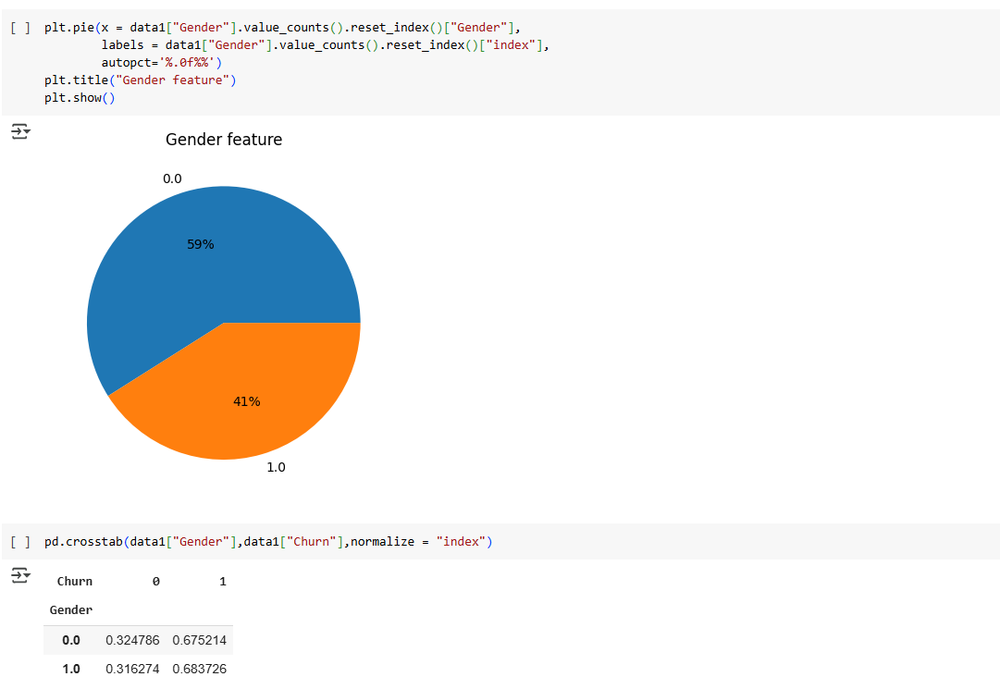 [ ] plt.pie(x = data1["Gender"].value_counts().reset_index()["Gender"],
labels = data1["Gender"].value_counts().reset_index()["index"],
autopct='%.0f%%')
plt.title("Gender feature")
plt.show()
Gender feature
0.0
59%
41%
1.0
[ ] pd.crosstab(data1["Gender"],data1["Churn"],normalize = "index")
Churn 0 1
Gender
0.0 0.324786 0.675214
1.0 0.316274 0.683726